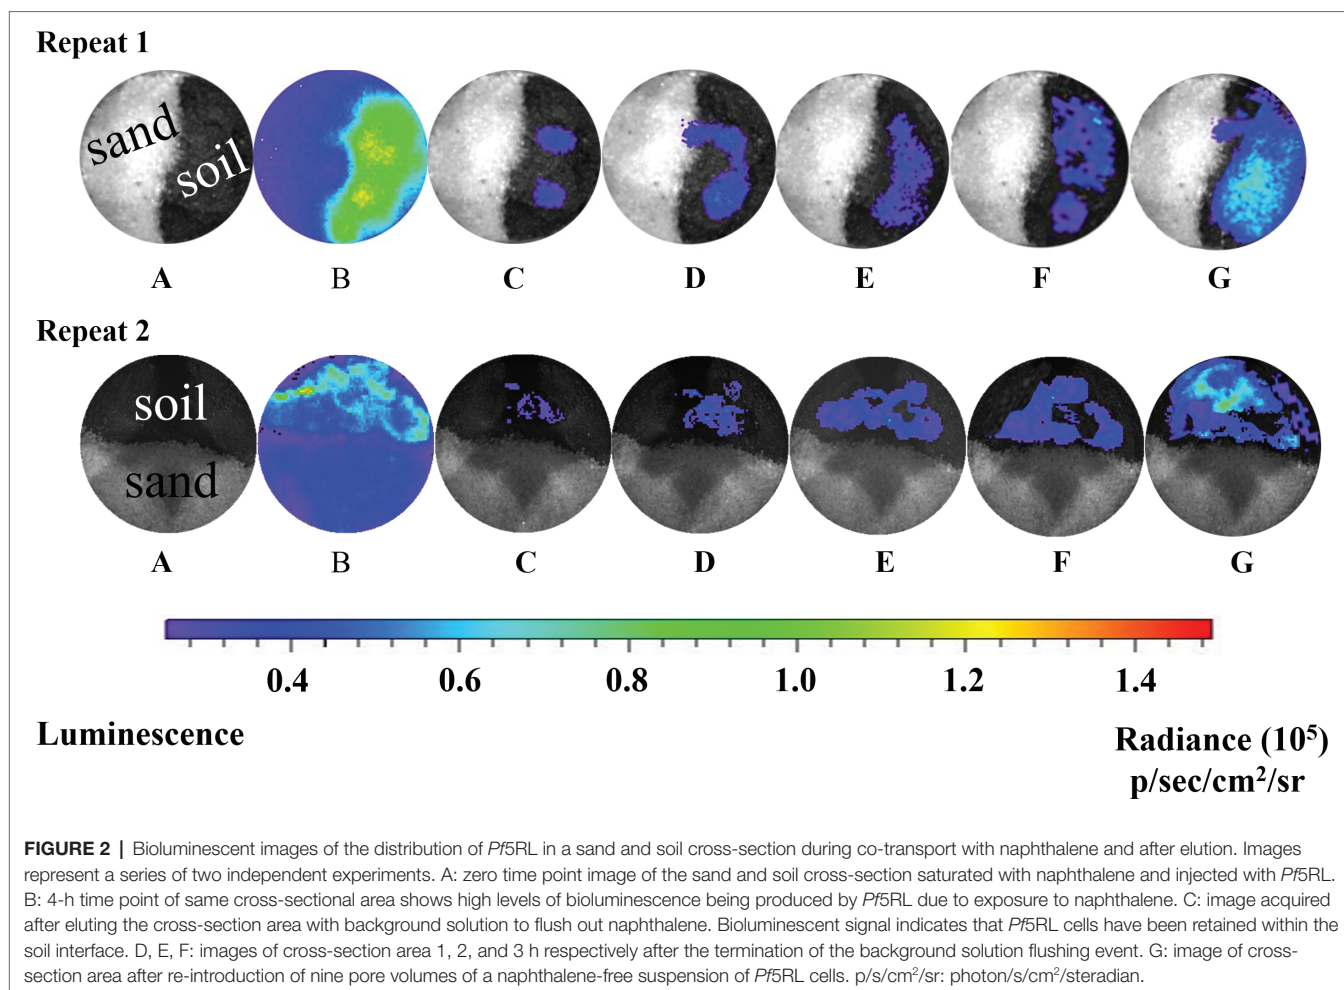 Repeat 1
sand
soil
A B C D E F G
Repeat 2
soil
sand
A B C D E F G
0.4 0.6 0.8 1.0 1.2 1.4
Luminescence
Radiance (10⁵)
p/sec/cm²/sr
FIGURE 2 | Bioluminescent images of the distribution of Pf5RL in a sand and soil cross-section during co-transport with naphthalene and after elution. Images
represent a series of two independent experiments. A: zero time point image of the sand and soil cross-section saturated with naphthalene and injected with Pf5RL.
B: 4-h time point of same cross-sectional area shows high levels of bioluminescence being produced by Pf5RL due to exposure to naphthalene. C: image acquired
after eluting the cross-section area with background solution to flush out naphthalene. Bioluminescent signal indicates that Pf5RL cells have been retained within the
soil interface. D, E, F: images of cross-section area 1, 2, and 3 h respectively after the termination of the background solution flushing event. G: image of cross-
section area after re-introduction of nine pore volumes of a naphthalene-free suspension of Pf5RL cells. p/s/cm²/sr: photon/s/cm²/steradian.